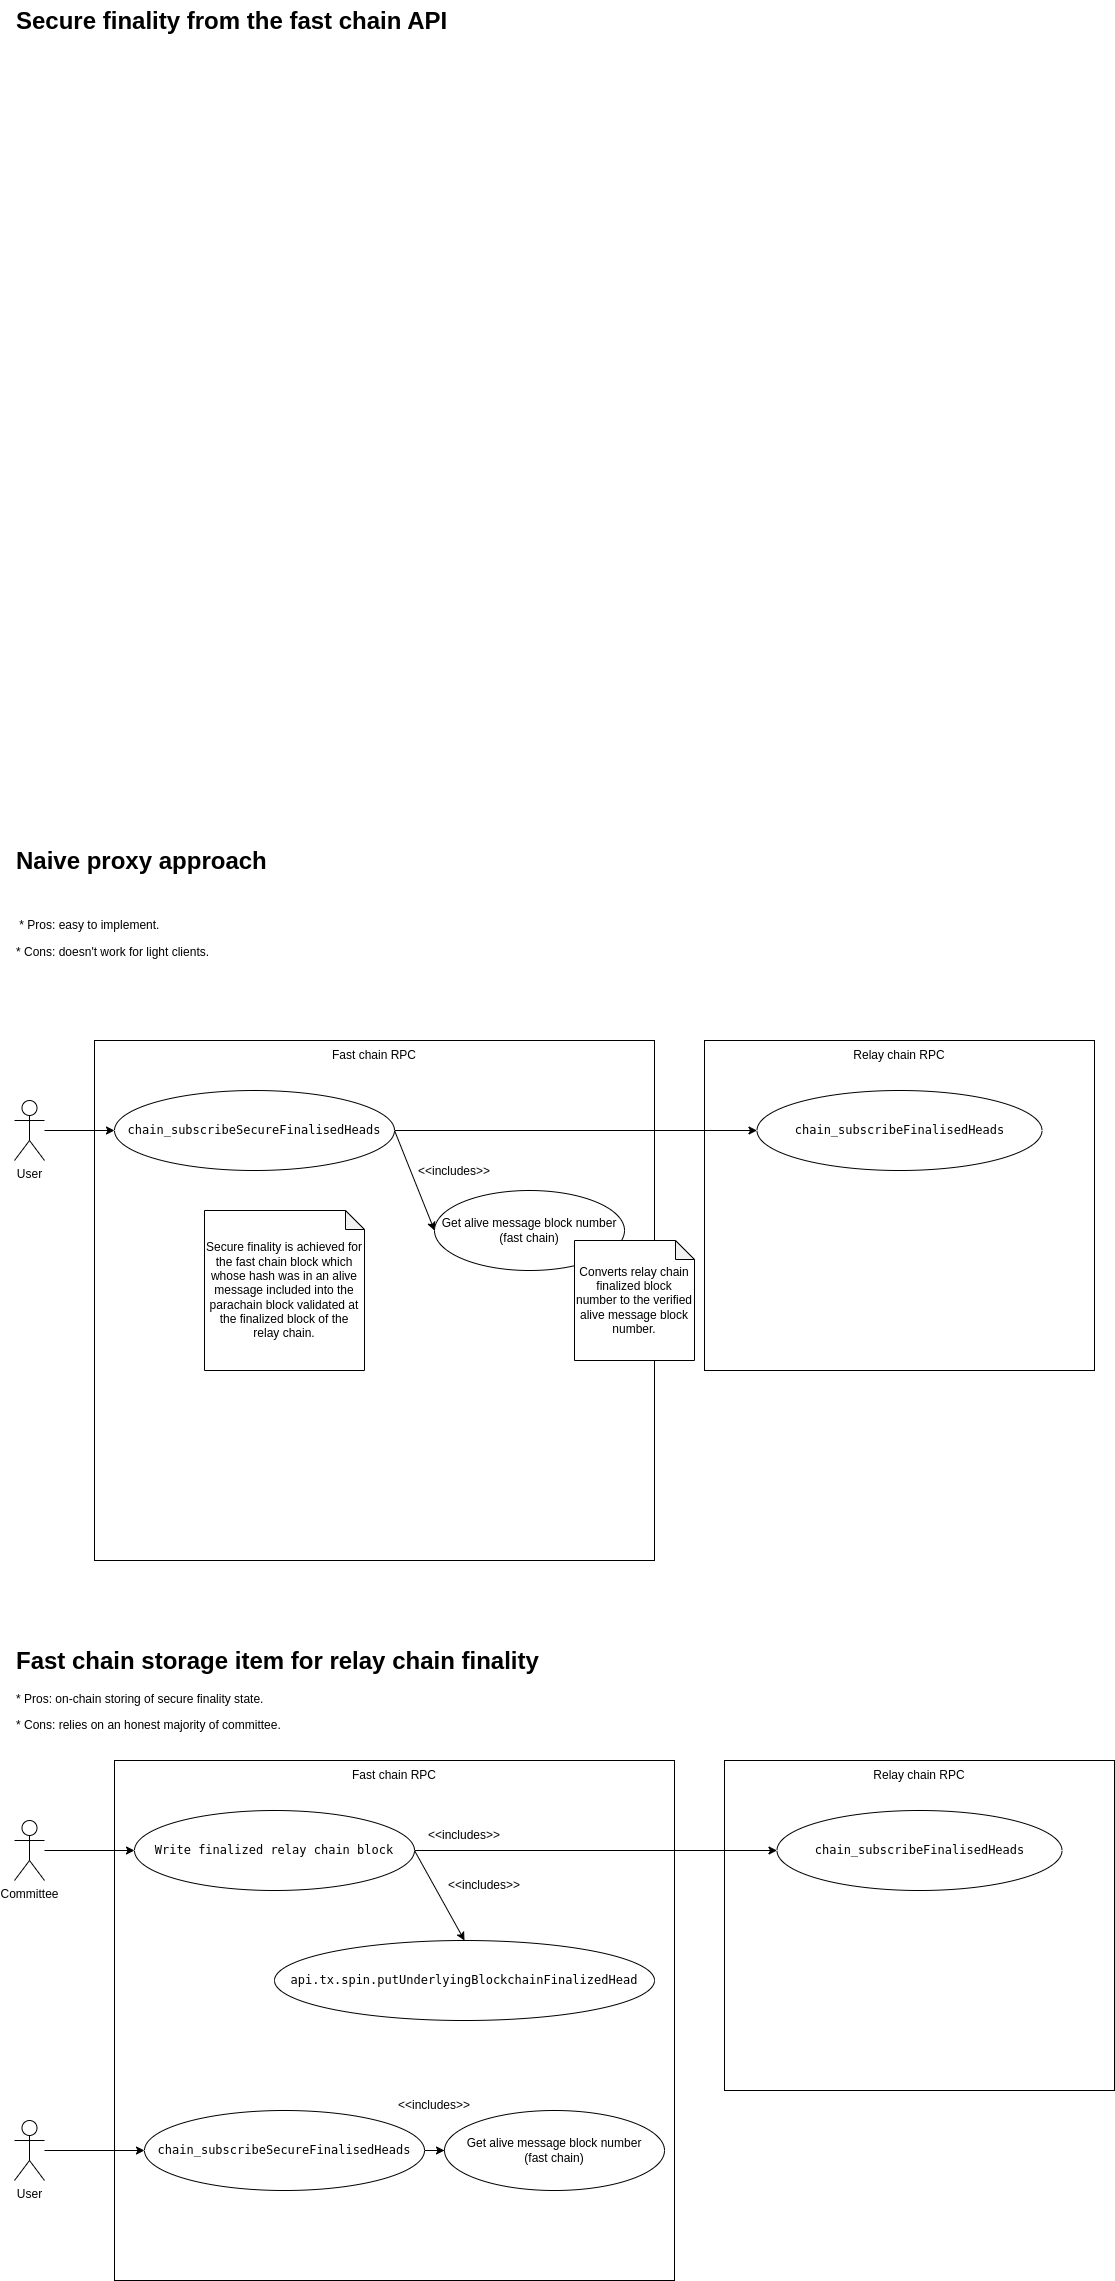 Secure finality from the fast chain API
Naive proxy approach
* Pros: easy to implement.
* Cons: doesn't work for light clients.
Fast chain RPC
Relay chain RPC
chain_subscribeSecureFinalisedHeads
chain_subscribeFinalisedHeads
User
<<includes>>
Get alive message block number
(fast chain)
Secure finality is achieved for
the fast chain block which
whose hash was in an alive
message included into the
parachain block validated at
the finalized block of the
relay chain.
Converts relay chain
finalized block
number to the verified
alive message block
number.
Fast chain storage item for relay chain finality
* Pros: on-chain storing of secure finality state.
* Cons: relies on an honest majority of committee.
Fast chain RPC
Relay chain RPC
<<includes>>
Write finalized relay chain block
chain_subscribeFinalisedHeads
<<includes>>
Committee
api.tx.spin.putUnderlyingBlockchainFinalizedHead
<<includes>>
chain_subscribeSecureFinalisedHeads
Get alive message block number
(fast chain)
User